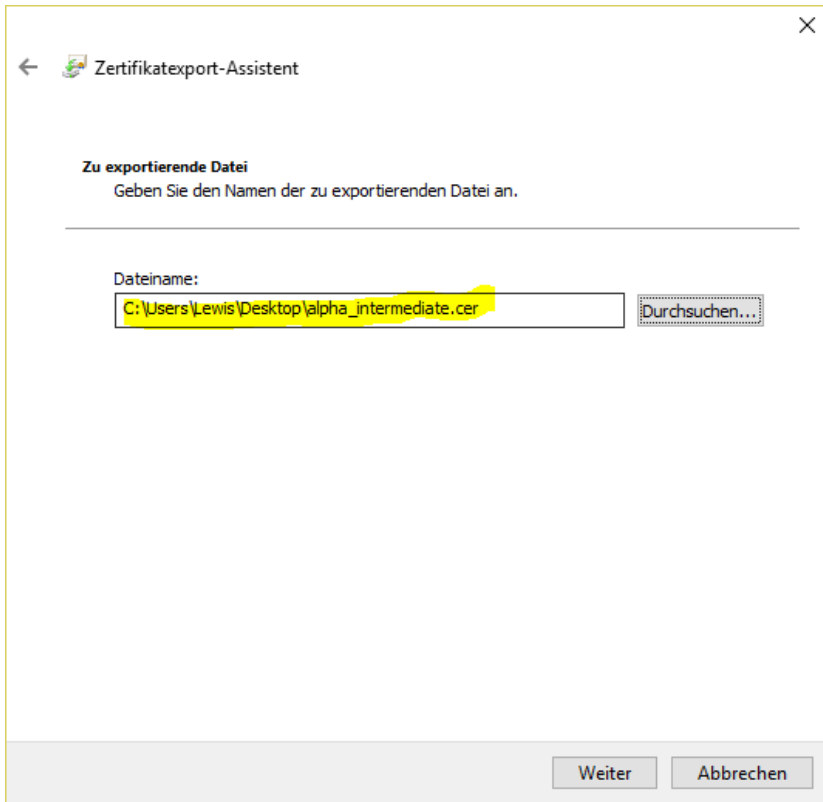 Zertifikatexport-Assistent
Zu exportierende Datei
Geben Sie den Namen der zu exportierenden Datei an.
Dateiname:
C:\Users\Lewis\Desktop\alpha_intermediate.cer
Durchsuchen...
Weiter
Abbrechen